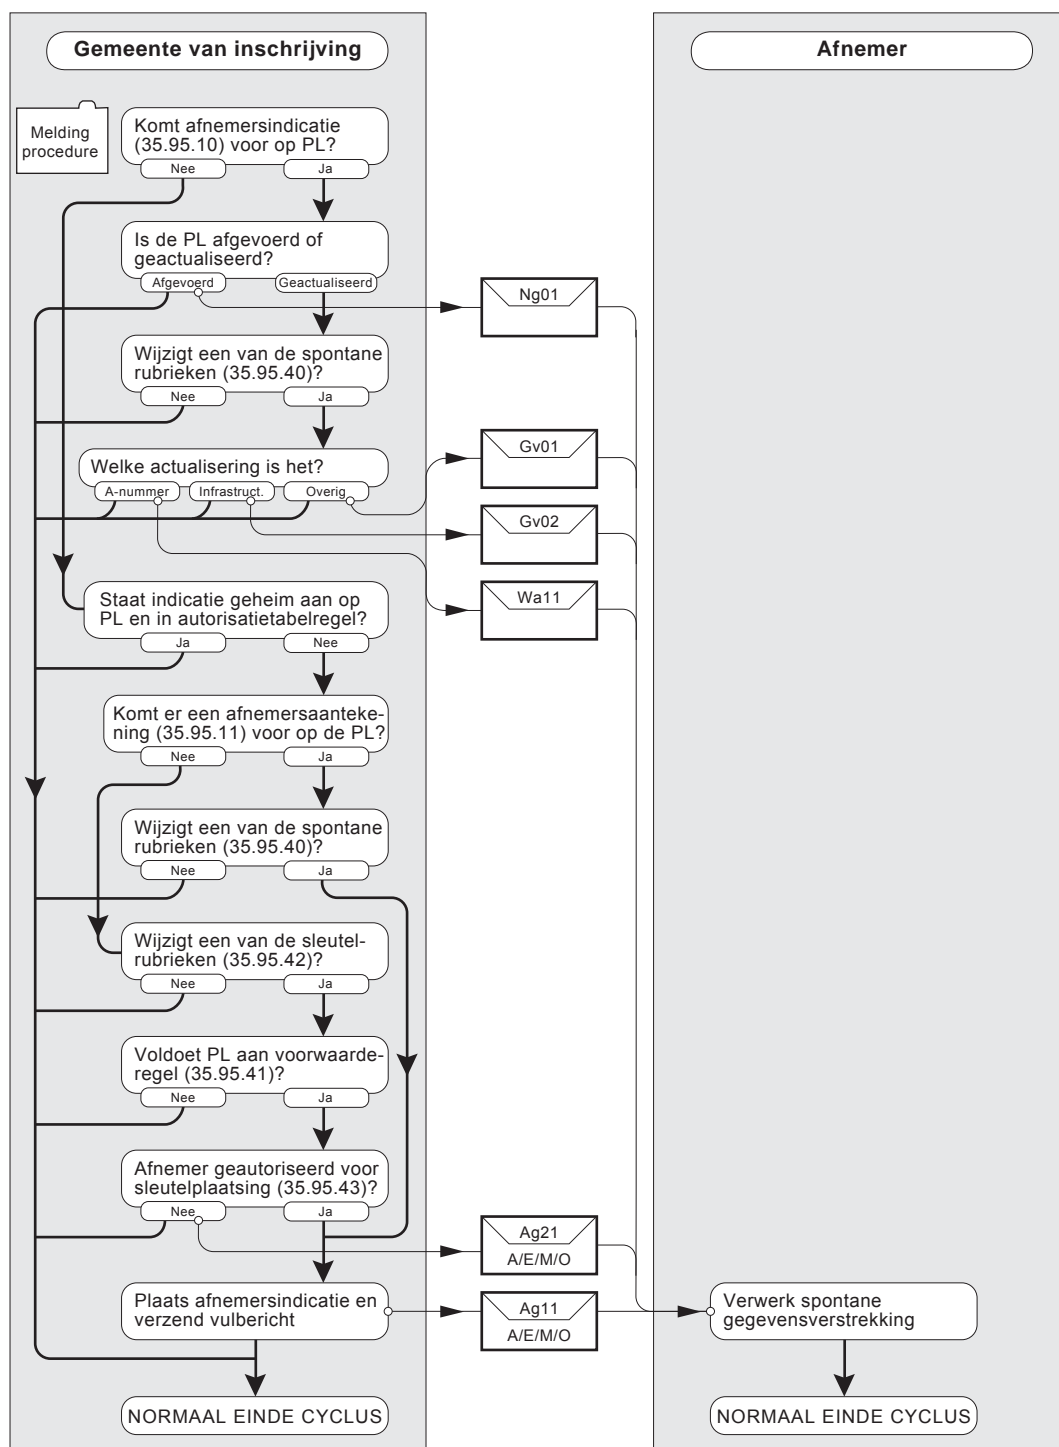 Gemeente van inschrijving
Afnemer
Melding
procedure
Komt afnemersindicatie
(35.95.10) voor op PL?
Nee
Ja
Is de PL afgevoerd of
geactualiseerd?
Afgevoerd
Geactualiseerd
Ng01
Wijzigt een van de spontane
rubrieken (35.95.40)?
Nee
Ja
Gv01
Welke actualisering is het?
A-nummer
Infrastruct.
Overig
Gv02
Wa11
Staat indicatie geheim aan op
PL en in autorisatietabelregel?
Ja
Nee
Komt er een afnemersaanteke-
ning (35.95.11) voor op de PL?
Nee
Ja
Wijzigt een van de spontane
rubrieken (35.95.40)?
Nee
Ja
Wijzigt een van de sleutel-
rubrieken (35.95.42)?
Nee
Ja
Voldoet PL aan voorwaarde-
regel (35.95.41)?
Nee
Ja
Afnemer geautoriseerd voor
sleutelplaatsing (35.95.43)?
Nee
Ja
Ag21
A/E/M/O
Plaats afnemersindicatie en
verzend vulbericht
Ag11
A/E/M/O
Verwerk spontane
gegevensverstrekking
NORMAAL EINDE CYCLUS
NORMAAL EINDE CYCLUS